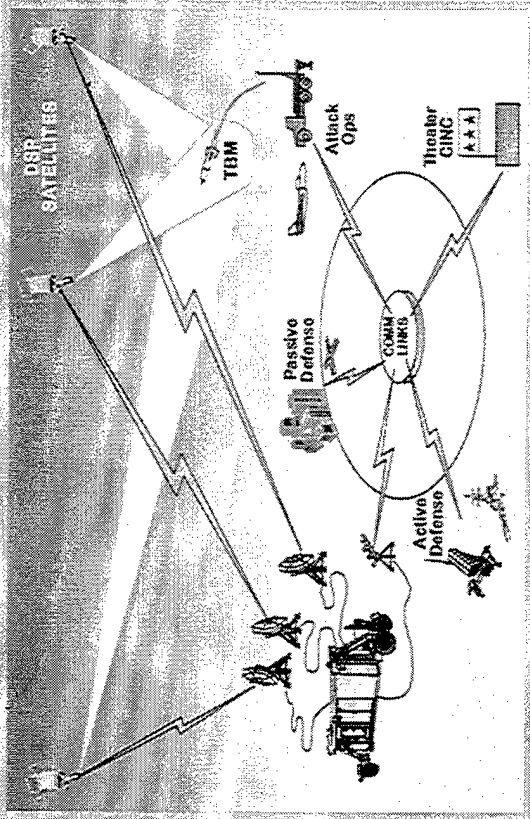 DSP
SATELLITES
TBM
Attack
Ops
Theater
CINC
Passive
Defense
COMM
LINKS
Active
Defense